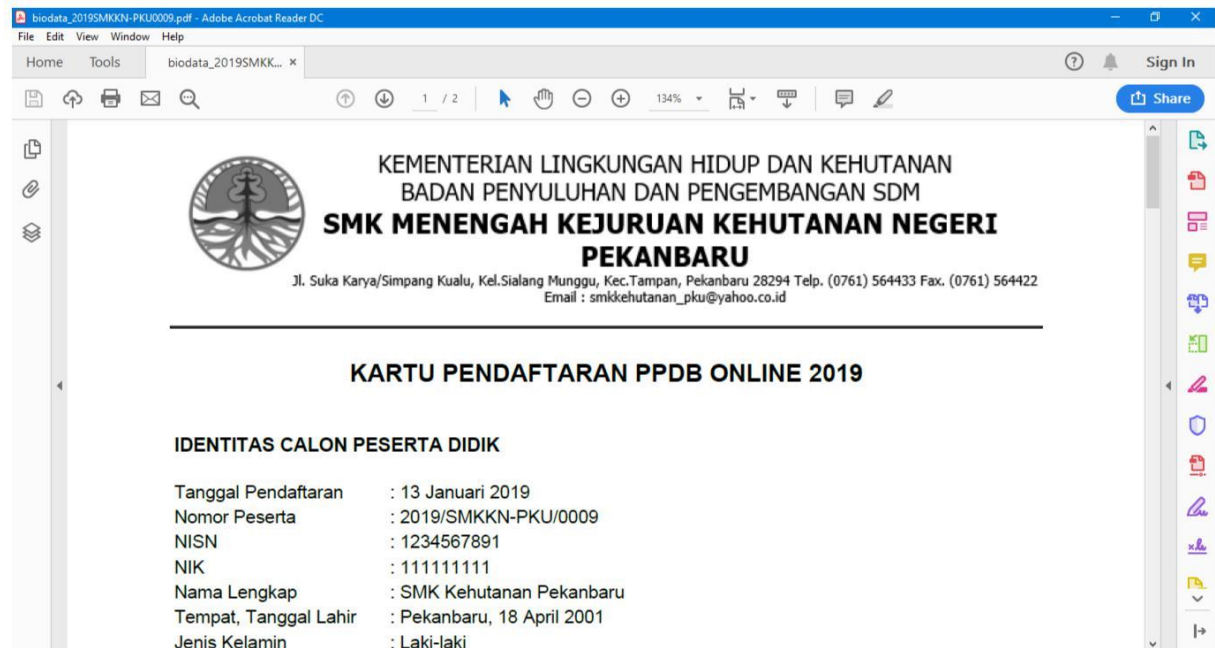 biodata_2019SMKKN-PKU0009.pdf - Adobe Acrobat Reader DC
File Edit View Window Help
Home Tools biodata_2019SMKK... × Sign In
1 / 2 134% Share
KEMENTERIAN LINGKUNGAN HIDUP DAN KEHUTANAN
BADAN PENYULUHAN DAN PENGEMBANGAN SDM
SMK MENENGAH KEJURUAN KEHUTANAN NEGERI
PEKANBARU
Jl. Suka Karya/Simpang Kualu, Kel.Sialang Munggu, Kec.Tampan, Pekanbaru 28294 Telp. (0761) 564433 Fax. (0761) 564422
Email : smkkehutanan_pku@yahoo.co.id
KARTU PENDAFTARAN PPDB ONLINE 2019
IDENTITAS CALON PESERTA DIDIK
Tanggal Pendaftaran : 13 Januari 2019
Nomor Peserta : 2019/SMKKN-PKU/0009
NISN : 1234567891
NIK : 111111111
Nama Lengkap : SMK Kehutanan Pekanbaru
Tempat, Tanggal Lahir : Pekanbaru, 18 April 2001
Jenis Kelamin : Laki-laki